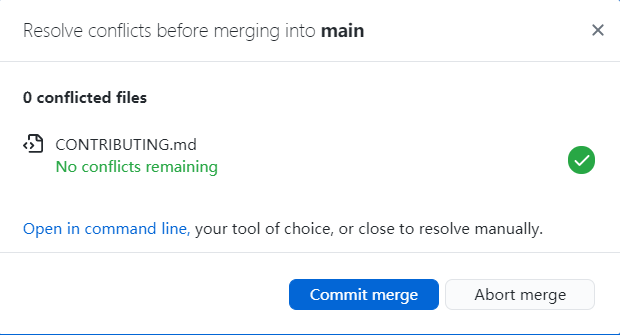 Resolve conflicts before merging into main
0 conflicted files
CONTRIBUTING.md
No conflicts remaining
Open in command line, your tool of choice, or close to resolve manually.
Commit merge
Abort merge